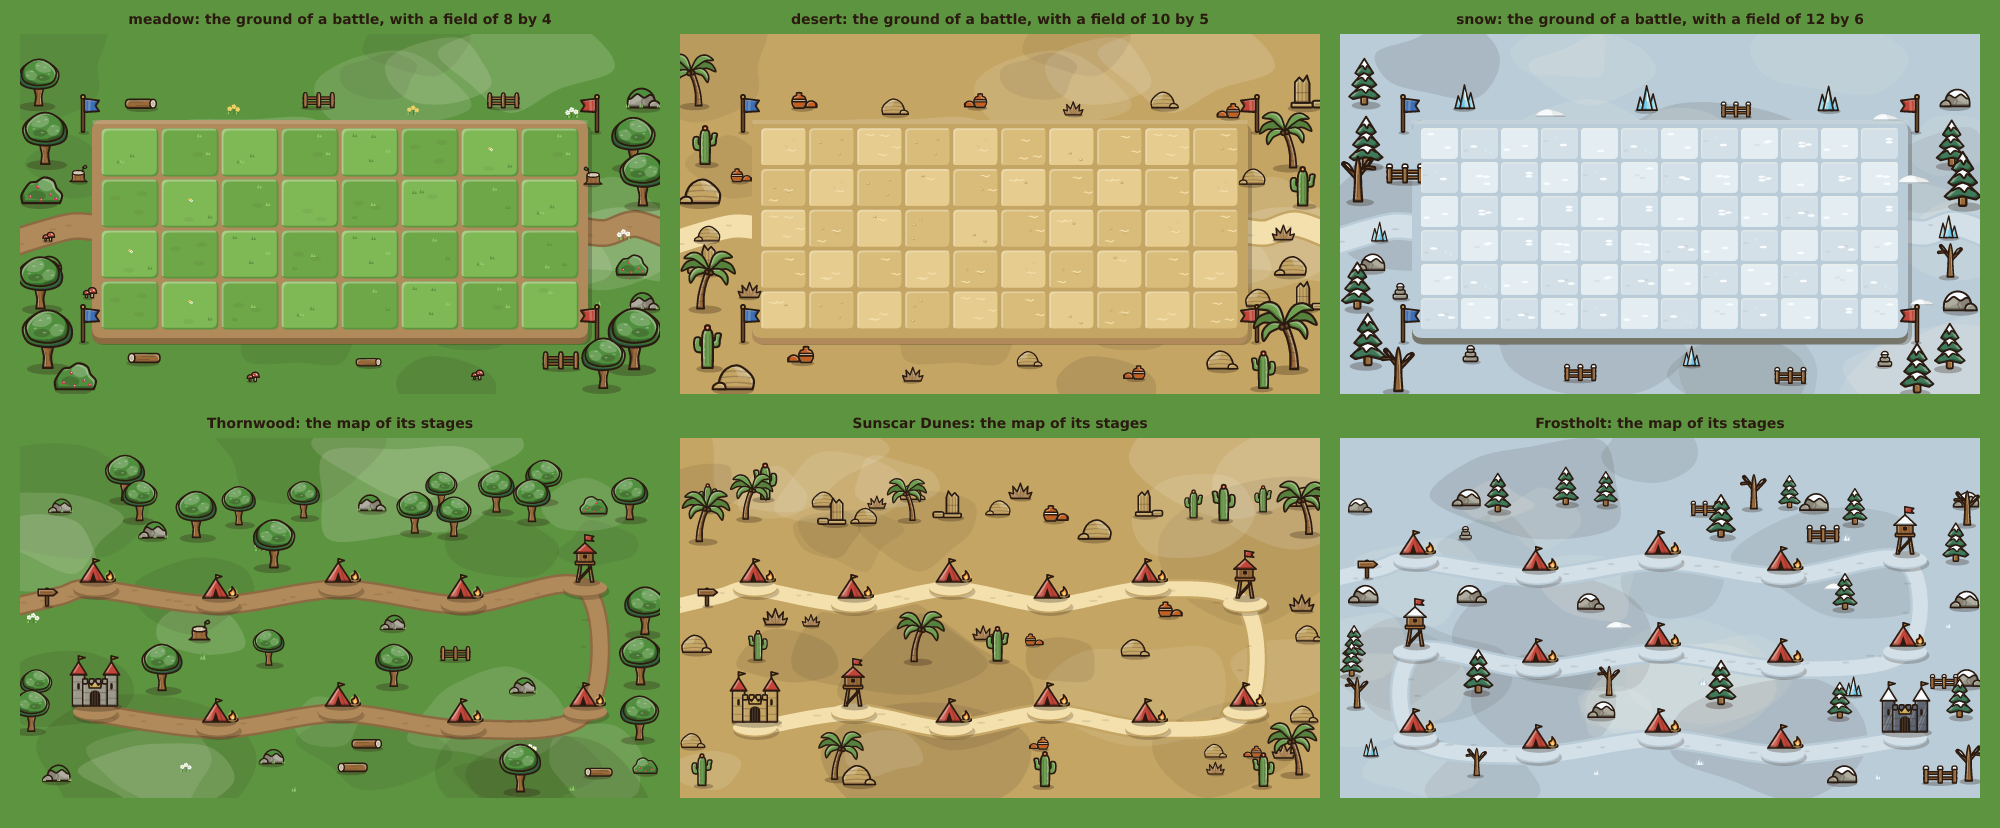 meadow: the ground of a battle, with a field of 8 by 4
desert: the ground of a battle, with a field of 10 by 5
snow: the ground of a battle, with a field of 12 by 6
Thornwood: the map of its stages
Sunscar Dunes: the map of its stages
Frostholt: the map of its stages